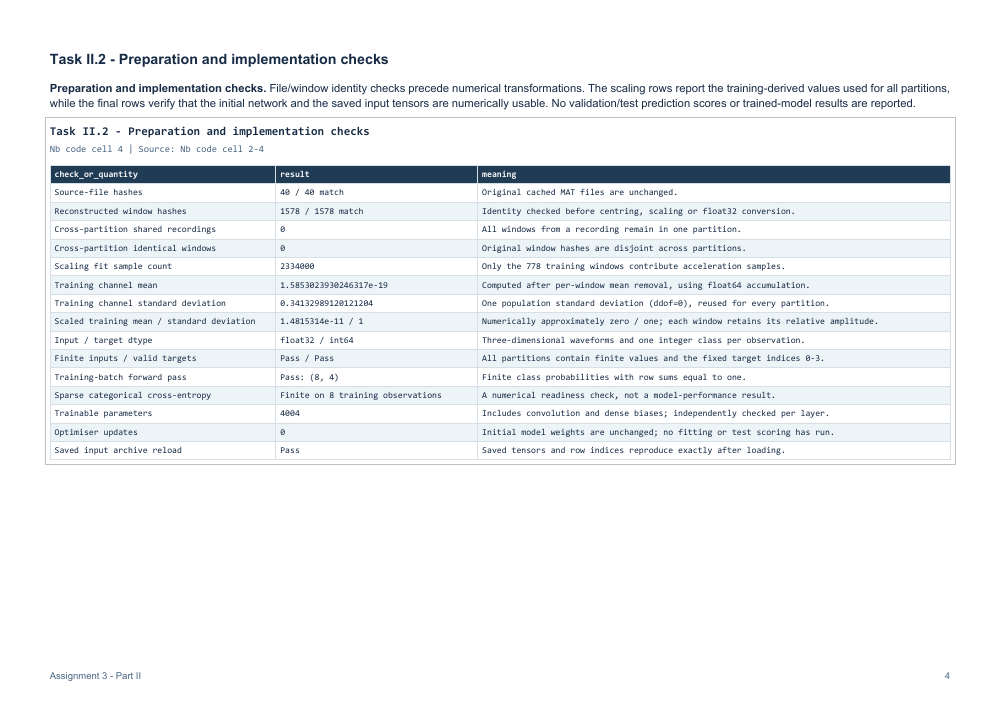 Task II.2 - Preparation and implementation checks
Preparation and implementation checks. File/window identity checks precede numerical transformations. The scaling rows report the training-derived values used for all partitions,
while the final rows verify that the initial network and the saved input tensors are numerically usable. No validation/test prediction scores or trained-model results are reported.
Task II.2 - Preparation and implementation checks
Nb code cell 4 | Source: Nb code cell 2-4
check_or_quantity result meaning
Source-file hashes 40 / 40 match Original cached MAT files are unchanged.
Reconstructed window hashes 1578 / 1578 match Identity checked before centring, scaling or float32 conversion.
Cross-partition shared recordings 0 All windows from a recording remain in one partition.
Cross-partition identical windows 0 Original window hashes are disjoint across partitions.
Scaling fit sample count 2334000 Only the 778 training windows contribute acceleration samples.
Training channel mean 1.5853023930246317e-19 Computed after per-window mean removal, using float64 accumulation.
Training channel standard deviation 0.34132989120121204 One population standard deviation (ddof=0), reused for every partition.
Scaled training mean / standard deviation 1.4815314e-11 / 1 Numerically approximately zero / one; each window retains its relative amplitude.
Input / target dtype float32 / int64 Three-dimensional waveforms and one integer class per observation.
Finite inputs / valid targets Pass / Pass All partitions contain finite values and the fixed target indices 0-3.
Training-batch forward pass Pass: (8, 4) Finite class probabilities with row sums equal to one.
Sparse categorical cross-entropy Finite on 8 training observations A numerical readiness check, not a model-performance result.
Trainable parameters 4004 Includes convolution and dense biases; independently checked per layer.
Optimiser updates 0 Initial model weights are unchanged; no fitting or test scoring has run.
Saved input archive reload Pass Saved tensors and row indices reproduce exactly after loading.
Assignment 3 - Part II 4